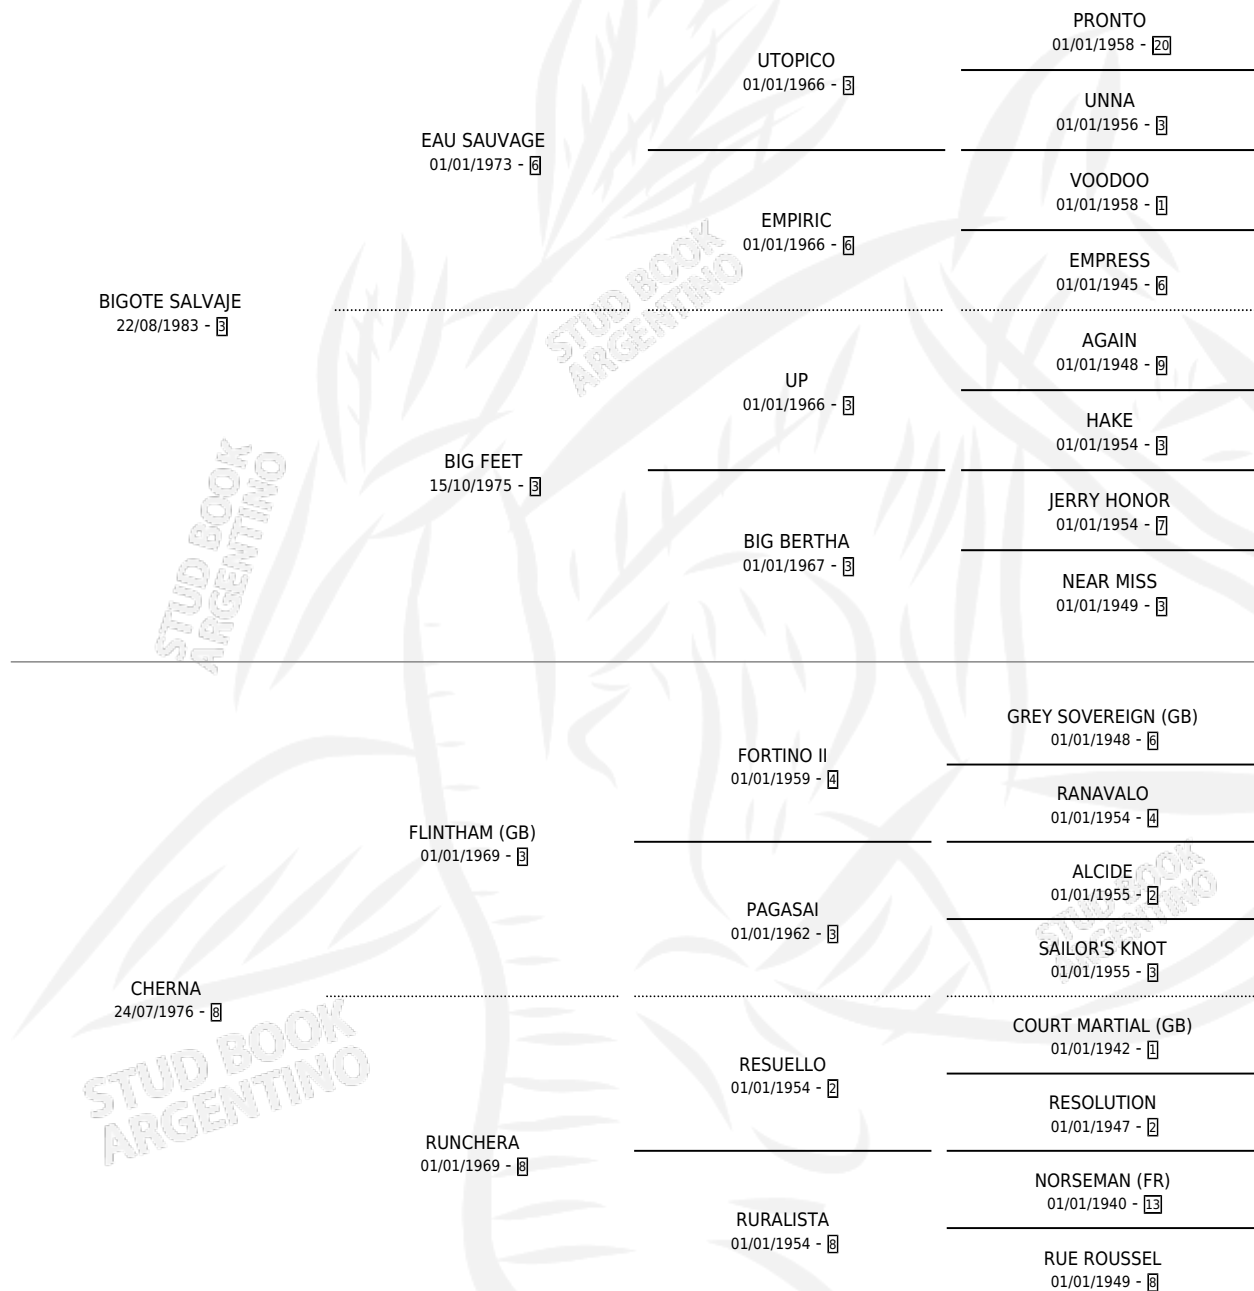 PRONTO
01/01/1958 - 20
UTOPICO
01/01/1966 - 3
UNNA
01/01/1956 - 3
EAU SAUVAGE
01/01/1973 - 6
VOODOO
01/01/1958 - 1
EMPIRIC
01/01/1966 - 6
EMPRESS
01/01/1945 - 6
BIGOTE SALVAJE
22/08/1983 - 3
STUD BOOK
ARGENTINO
AGAIN
01/01/1948 - 9
UP
01/01/1966 - 3
HAKE
01/01/1954 - 3
BIG FEET
15/10/1975 - 3
JERRY HONOR
01/01/1954 - 7
BIG BERTHA
01/01/1967 - 3
NEAR MISS
01/01/1949 - 3
STUD BOOK
ARGENTINO
GREY SOVEREIGN (GB)
01/01/1948 - 6
FORTINO II
01/01/1959 - 4
RANAVALO
01/01/1954 - 4
FLINTHAM (GB)
01/01/1969 - 3
ALCIDE
01/01/1955 - 2
PAGASAI
01/01/1962 - 3
SAILOR'S KNOT
01/01/1955 - 3
STUD BOOK
ARGENTINO
CHERNA
24/07/1976 - 8
COURT MARTIAL (GB)
01/01/1942 - 1
RESUELLO
01/01/1954 - 2
RESOLUTION
01/01/1947 - 2
STUD BOOK
ARGENTINO
RUNCHERA
01/01/1969 - 8
NORSEMAN (FR)
01/01/1940 - 13
RURALISTA
01/01/1954 - 8
RUE ROUSSEL
01/01/1949 - 8